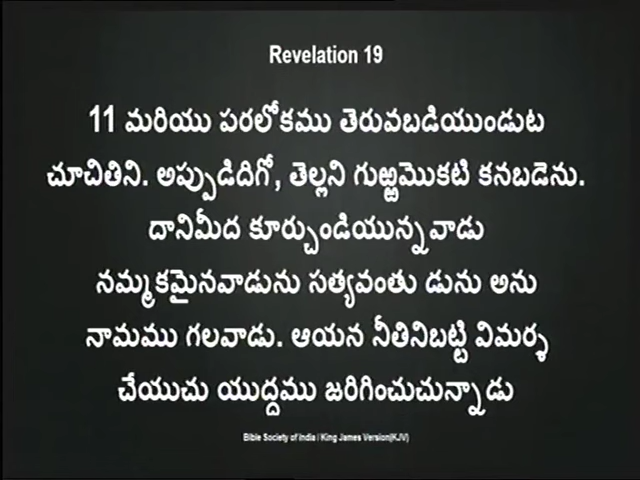 Revelation 19
11 మరియు పరలోకము తెరువబడియుండుట
చూచితిని. అప్పుడిదిగో, తెల్లని గుఱ్ఱమొకటి కనబడెను.
దానిమీద కూర్చుండియున్నవాడు
నమ్మకమైనవాడును సత్యవంతు డును అను
నామము గలవాడు. ఆయన నీతినిబట్టి విమర్శ
చేయుచు యుద్దము జరిగించుచున్నాడు
Bible Society of India / King James Version(KJV)